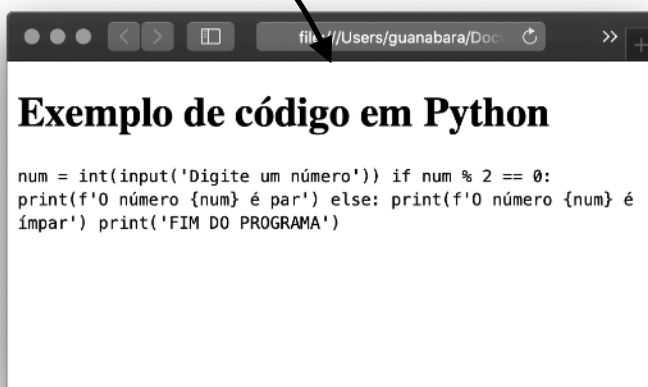 file:///Users/guanabara/Doc
Exemplo de código em Python
num = int(input('Digite um número')) if num % 2 == 0:
print(f'O número {num} é par') else: print(f'O número {num} é
ímpar') print('FIM DO PROGRAMA')